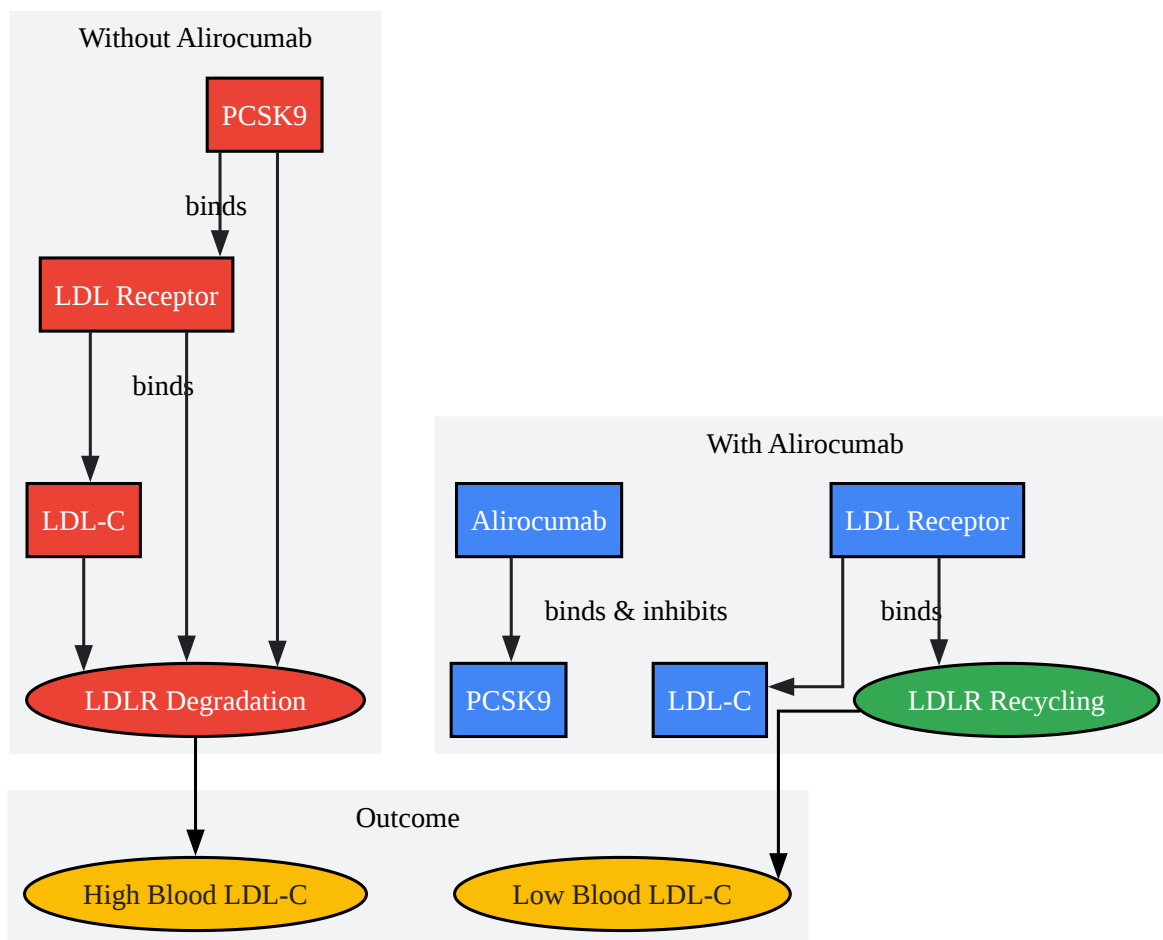 Without Alirocumab
PCSK9
binds
LDL Receptor
binds
LDL-C
LDLR Degradation
With Alirocumab
Alirocumab
LDL Receptor
binds & inhibits
binds
PCSK9
LDL-C
LDLR Recycling
Outcome
High Blood LDL-C
Low Blood LDL-C